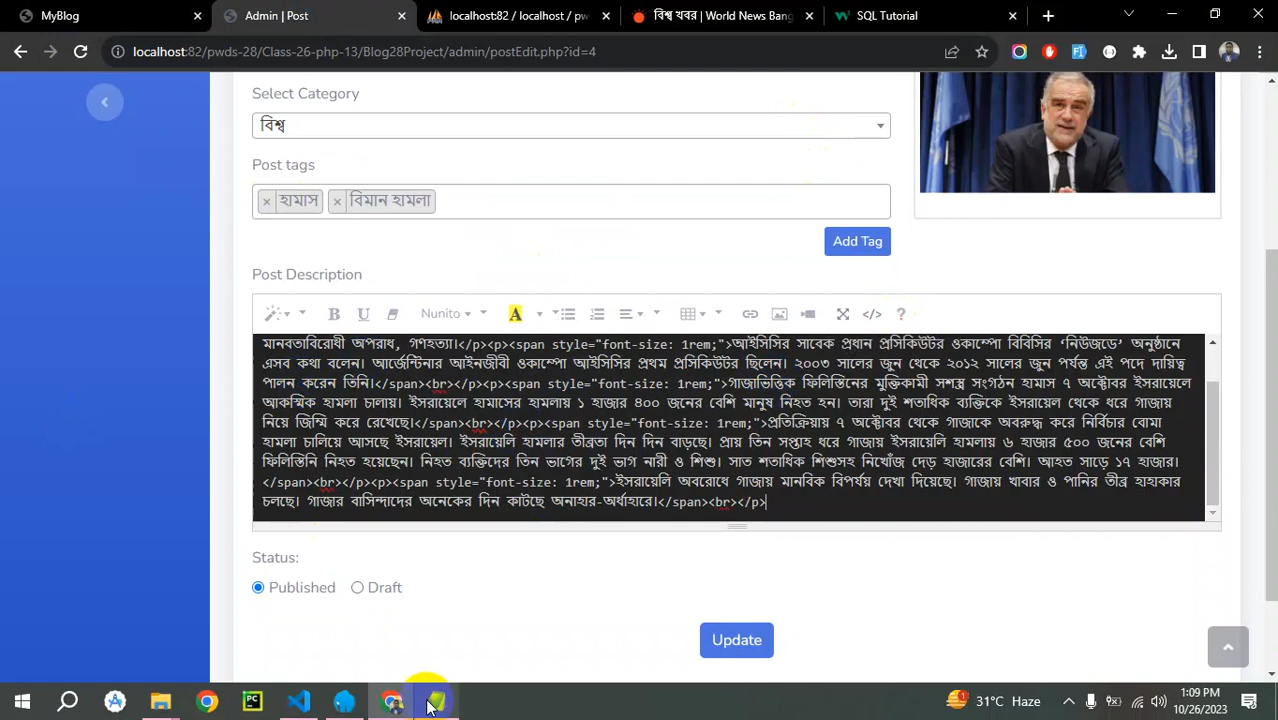 MyBlog
Admin | Post
localhost:82 / localhost / pw
বিশ্ব খবর | World News Bang
SQL Tutorial
localhost:82/pwds-28/Class-26-php-13/Blog28Project/admin/postEdit.php?id=4
Select Category
বিশ্ব
Post tags
× হামাস × বিমান হামলা
Add Tag
Post Description
Nunito
মানবতাবিরোধী অপরাধ, গণহত্যা।</p><p><span style="font-size: 1rem;">আইসিসির সাবেক প্রধান প্রসিকিউটর ওকাম্পো বিবিসির ‘নিউজডে’ অনুষ্ঠানে
এসব কথা বলেন। আর্জেন্টিনার আইনজীবী ওকাম্পো আইসিসির প্রথম প্রসিকিউটর ছিলেন। ২০০৩ সালের জুন থেকে ২০১২ সালের জুন পর্যন্ত এই পদে দায়িত্ব
পালন করেন তিনি।</span><br></p><p><span style="font-size: 1rem;">গাজাভিত্তিক ফিলিস্তিনের মুক্তিকামী সশস্ত্র সংগঠন হামাস ৭ অক্টোবর ইসরায়েলে
আকস্মিক হামলা চালায়। ইসরায়েলে হামাসের হামলায় ১ হাজার ৪০০ জনের বেশি মানুষ নিহত হন। তারা দুই শতাধিক ব্যক্তিকে ইসরায়েল থেকে ধরে গাজায়
নিয়ে জিম্মি করে রেখেছে।</span><br></p><p><span style="font-size: 1rem;">প্রতিক্রিয়ায় ৭ অক্টোবর থেকে গাজাকে অবরুদ্ধ করে নির্বিচার বোমা
হামলা চালিয়ে আসছে ইসরায়েল। ইসরায়েলি হামলার তীব্রতা দিন দিন বাড়ছে। প্রায় তিন সপ্তাহ ধরে গাজায় ইসরায়েলি হামলায় ৬ হাজার ৫০০ জনের বেশি
ফিলিস্তিনি নিহত হয়েছেন। নিহত ব্যক্তিদের তিন ভাগের দুই ভাগ নারী ও শিশু। সাত শতাধিক শিশুসহ নিখোঁজ দেড় হাজারের বেশি। আহত সাড়ে ১৭ হাজার।
</span><br></p><p><span style="font-size: 1rem;">ইসরায়েলি অবরোধে গাজায় মানবিক বিপর্যয় দেখা দিয়েছে। গাজায় খাবার ও পানির তীব্র হাহাকার
চলছে। গাজার বাসিন্দাদের অনেকের দিন কাটছে অনাহার-অর্ধাহারে।</span><br></p>
Status:
Published Draft
Update
31°C Haze
1:09 PM
10/26/2023